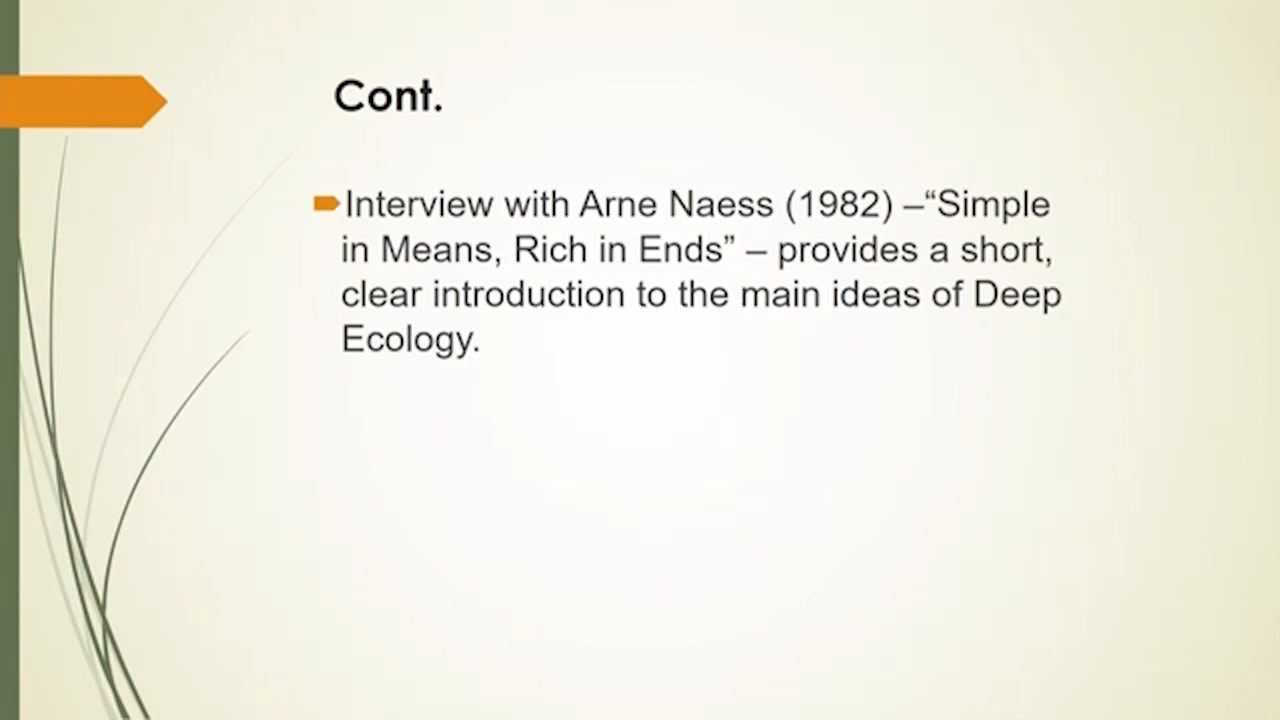 Cont.
Interview with Arne Naess (1982) –“Simple
in Means, Rich in Ends” – provides a short,
clear introduction to the main ideas of Deep
Ecology.